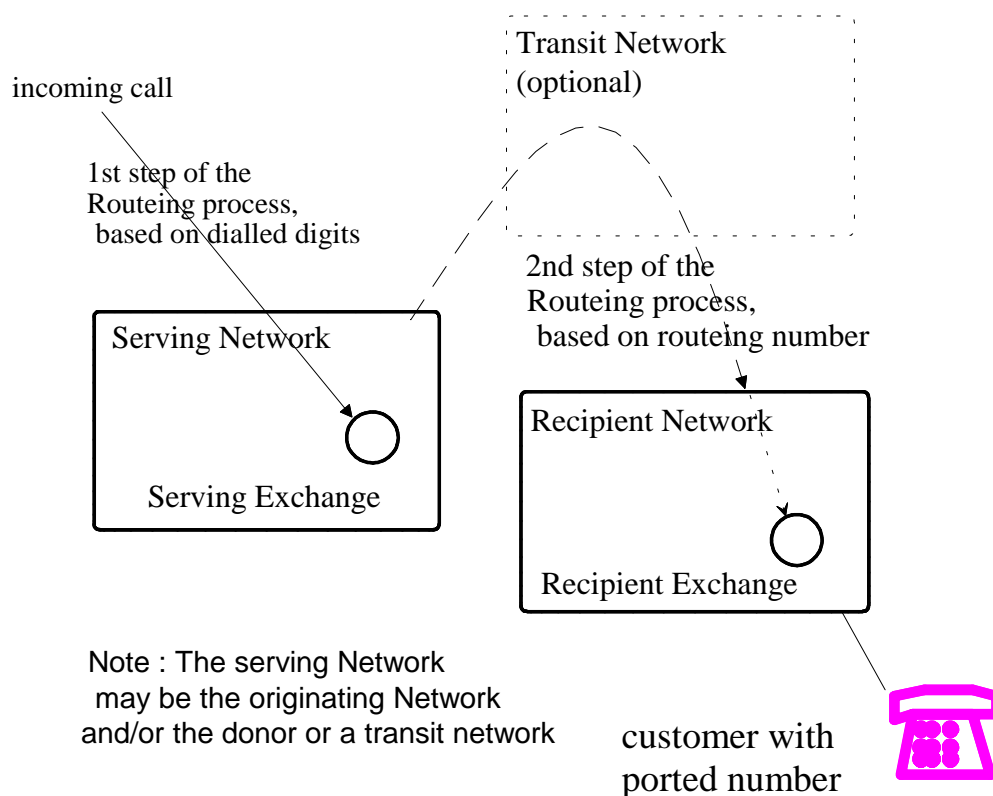 Transit Network
(optional)
incoming call
1st step of the
Routeing process,
based on dialled digits
2nd step of the
Routeing process,
based on routeing number
Serving Network
Serving Exchange
Recipient Network
Recipient Exchange
Note : The serving Network
may be the originating Network
and/or the donor or a transit network
customer with
ported number